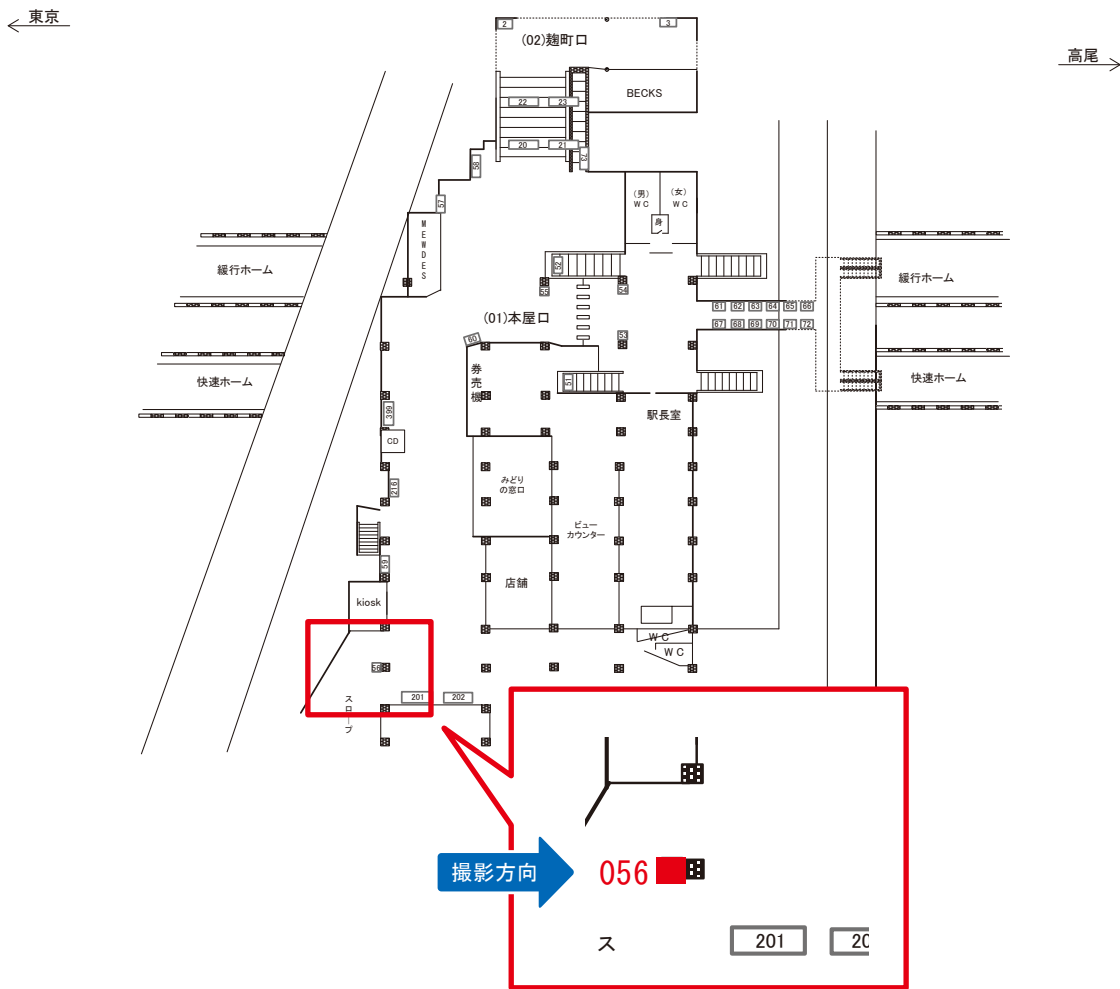 東京
高尾
2
3
(02)麹町口
BECKS
22
23
20
21
73
58
57
(男)
WC
(女)
WC
身
MEWDES
緩行ホーム
緩行ホーム
52
55
54
61 62 63 64 65 66
67 68 69 70 71 72
(01)本屋口
53
60
券売機
51
快速ホーム
快速ホーム
駅長室
399
CD
216
みどり
の窓口
ビュー
カウンター
59
店舗
kiosk
WC
WC
56
201
202
スロープ
撮影方向
056
ス
201
20